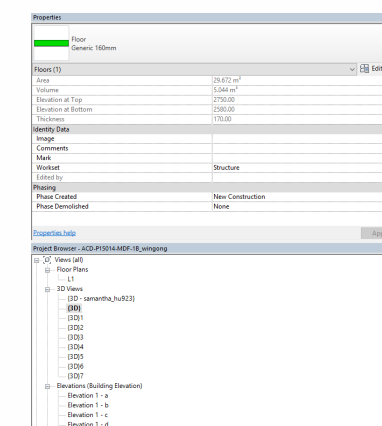 Properties
Floor
Generic 160mm
Floors (1) Edit
Area 29.672 m²
Volume 5.044 m³
Elevation at Top 2750.00
Elevation at Bottom 2580.00
Thickness 170.00
Identity Data
Image
Comments
Mark
Workset Structure
Edited by
Phasing
Phase Created New Construction
Phase Demolished None
Properties help App
Project Browser - ACD-P15014-MDF-1B_wingong
Views (all)
Floor Plans
L1
3D Views
{3D - samantha_hu923}
{3D}
{3D}1
{3D}2
{3D}3
{3D}4
{3D}5
{3D}6
{3D}7
Elevations (Building Elevation)
Elevation 1 - a
Elevation 1 - b
Elevation 1 - c
Elevation 1 - d